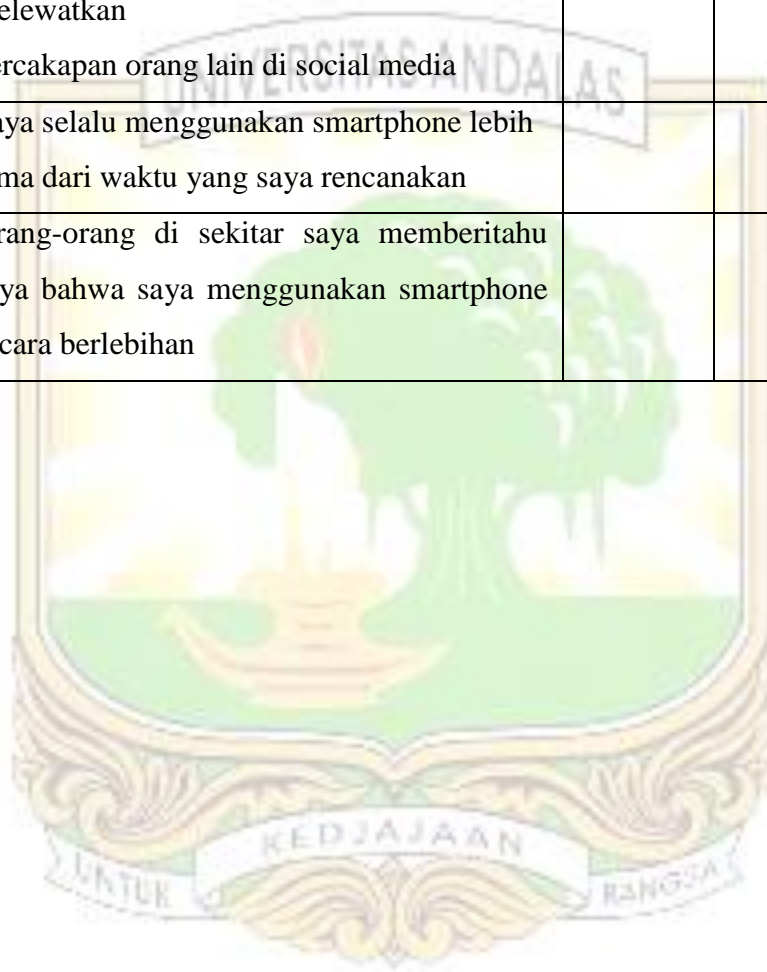 elewatkan
ercakapan orang lain di social media
aya selalu menggunakan smartphone lebih
ma dari waktu yang saya rencanakan
rang-orang di sekitar saya memberitahu
ya bahwa saya menggunakan smartphone
cara berlebihan
UNIVERSITAS ANDALAS
KEDJAJAAN
UNTUK BANGSA